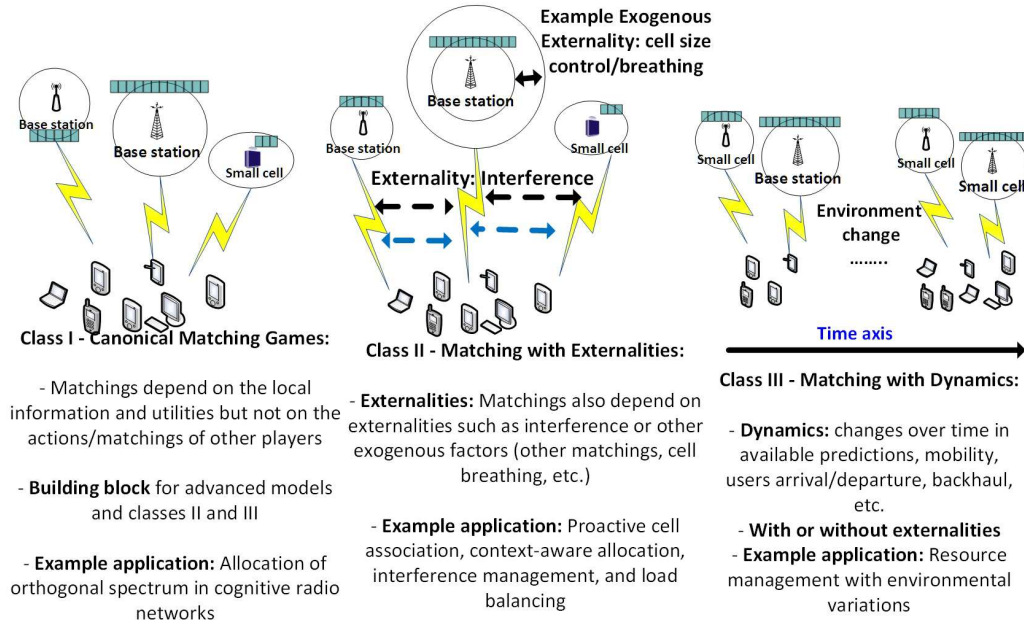 Example Exogenous
Externality: cell size
control/breathing
Base station
Base station
Small cell
Base station
Base station
Small cell
Externality: Interference
Small cell
Base station
Small cell
Small cell
Environment
change
........
Time axis
Class I - Canonical Matching Games:
- Matchings depend on the local
information and utilities but not on the
actions/matchings of other players
- Building block for advanced models
and classes II and III
- Example application: Allocation of
orthogonal spectrum in cognitive radio
networks
Class II - Matching with Externalities:
- Externalities: Matchings also depend on
externalities such as interference or other
exogenous factors (other matchings, cell
breathing, etc.)
- Example application: Proactive cell
association, context-aware allocation,
interference management, and load
balancing
Class III - Matching with Dynamics:
- Dynamics: changes over time in
available predictions, mobility,
users arrival/departure, backhaul,
etc.
- With or without externalities
- Example application: Resource
management with environmental
variations